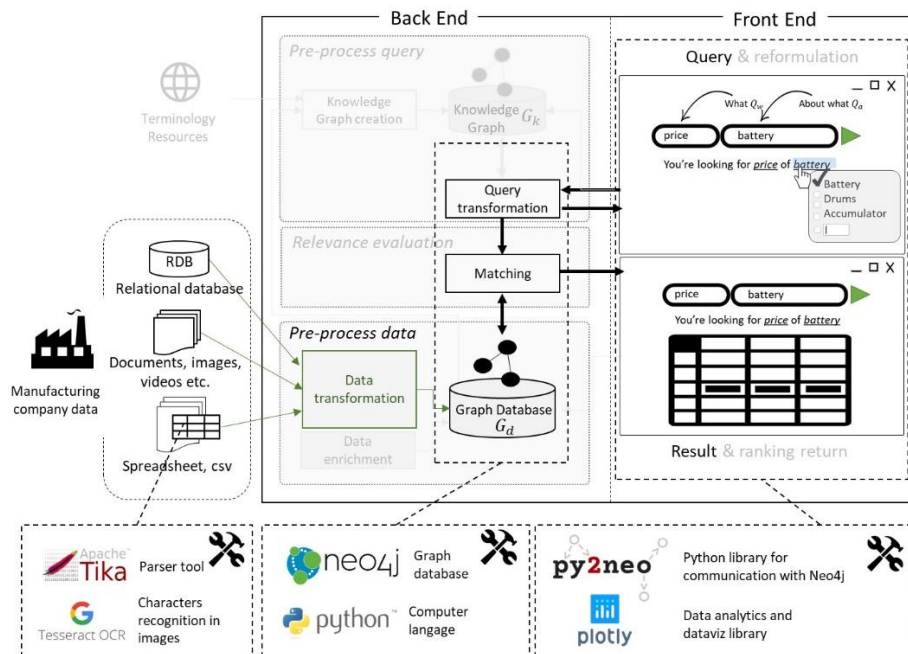 Back End
Front End
Pre-process query
Query & reformulation
Terminology
Resources
Knowledge
Graph creation
Knowledge
Graph
G_k
What Q_w
About what Q_a
price
battery
You're looking for price of battery
Battery
Drums
Accumulator
Query
transformation
Relevance evaluation
Matching
RDB
Relational database
Documents, images,
videos etc.
Spreadsheet, csv
Manufacturing
company data
Pre-process data
Data
transformation
Graph Database
G_d
Data
enrichment
_ X
price
battery
You're looking for price of battery
Result & ranking return
APACHE™
Tika
Parser tool
Google
Tesseract OCR
Characters
recognition in
images
neo4j
Graph
database
python™
Computer
langage
py2neo
Python library for
communication with Neo4j
plotly
Data analytics and
dataviz library